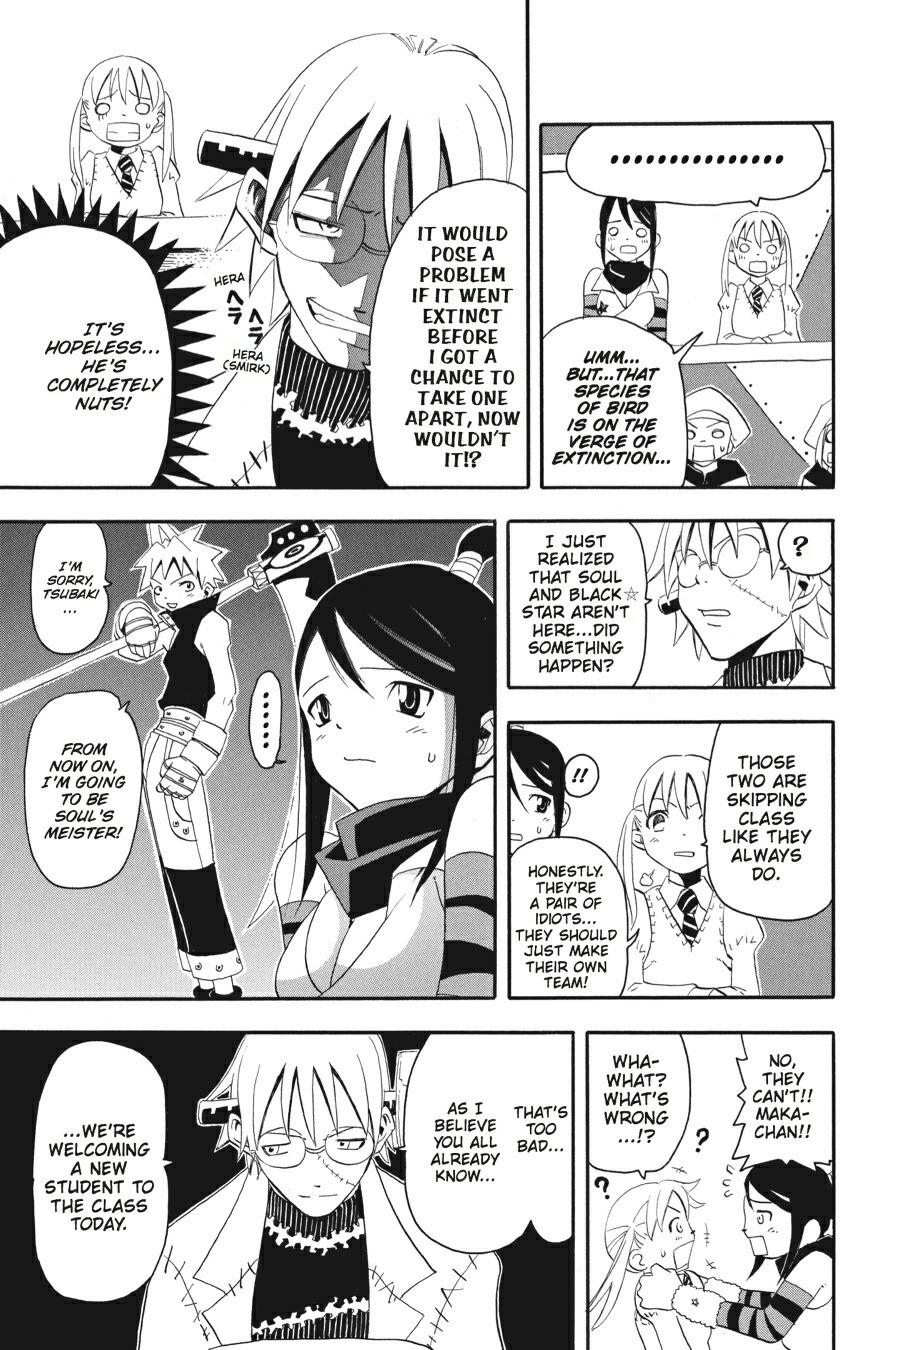 ••••••••••••••
UMM...
BUT...THAT
SPECIES
OF BIRD
IS ON THE
VERGE OF
EXTINCTION...
IT WOULD
POSE A
PROBLEM
IF IT WENT
EXTINCT
BEFORE
I GOT A
CHANCE TO
TAKE ONE
APART, NOW
WOULDN'T
IT!?
HERA
ヘラ
ヘラ
HERA
(SMIRK)
IT'S
HOPELESS...
HE'S
COMPLETELY
NUTS!
?
I JUST
REALIZED
THAT SOUL
AND BLACK☆
STAR AREN'T
HERE...DID
SOMETHING
HAPPEN?
THOSE
TWO ARE
SKIPPING
CLASS
LIKE THEY
ALWAYS
DO.
!!
HONESTLY.
THEY'RE
A PAIR OF
IDIOTS...
THEY SHOULD
JUST MAKE
THEIR OWN
TEAM!
•••••
I'M
SORRY,
TSUBAKI
...
FROM
NOW ON,
I'M GOING
TO BE
SOUL'S
MEISTER!
NO,
THEY
CAN'T!!
MAKA-
CHAN!!
WHA-
WHAT?
WHAT'S
WRONG
...!?
?
?
THAT'S
TOO
BAD...
AS I
BELIEVE
YOU ALL
ALREADY
KNOW...
...WE'RE
WELCOMING
A NEW
STUDENT TO
THE CLASS
TODAY.